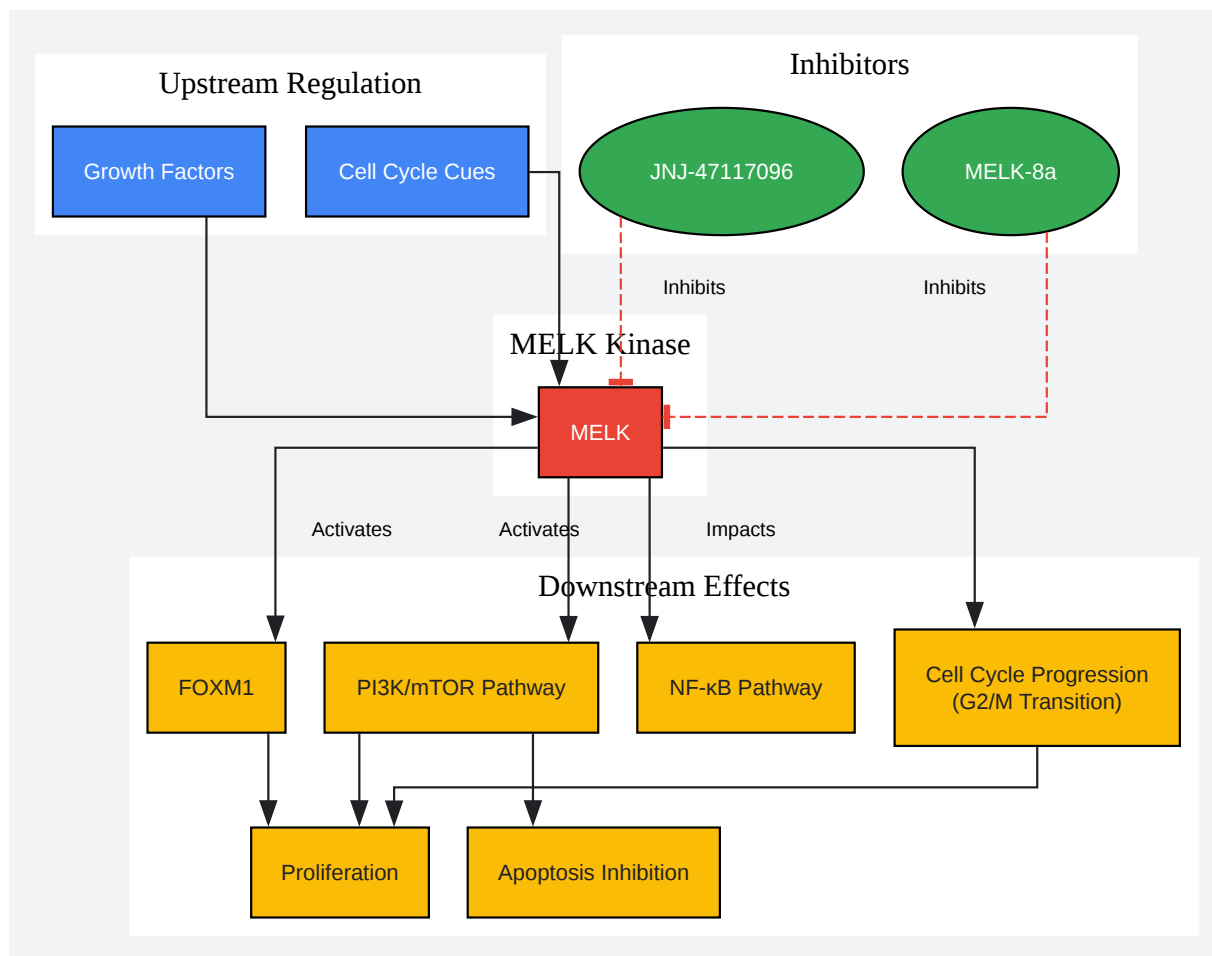 Upstream Regulation
Inhibitors
Growth Factors
Cell Cycle Cues
JNJ-47117096
MELK-8a
Inhibits
Inhibits
MELK Kinase
MELK
Activates
Activates
Impacts
Downstream Effects
FOXM1
PI3K/mTOR Pathway
NF-κB Pathway
Cell Cycle Progression
(G2/M Transition)
Proliferation
Apoptosis Inhibition